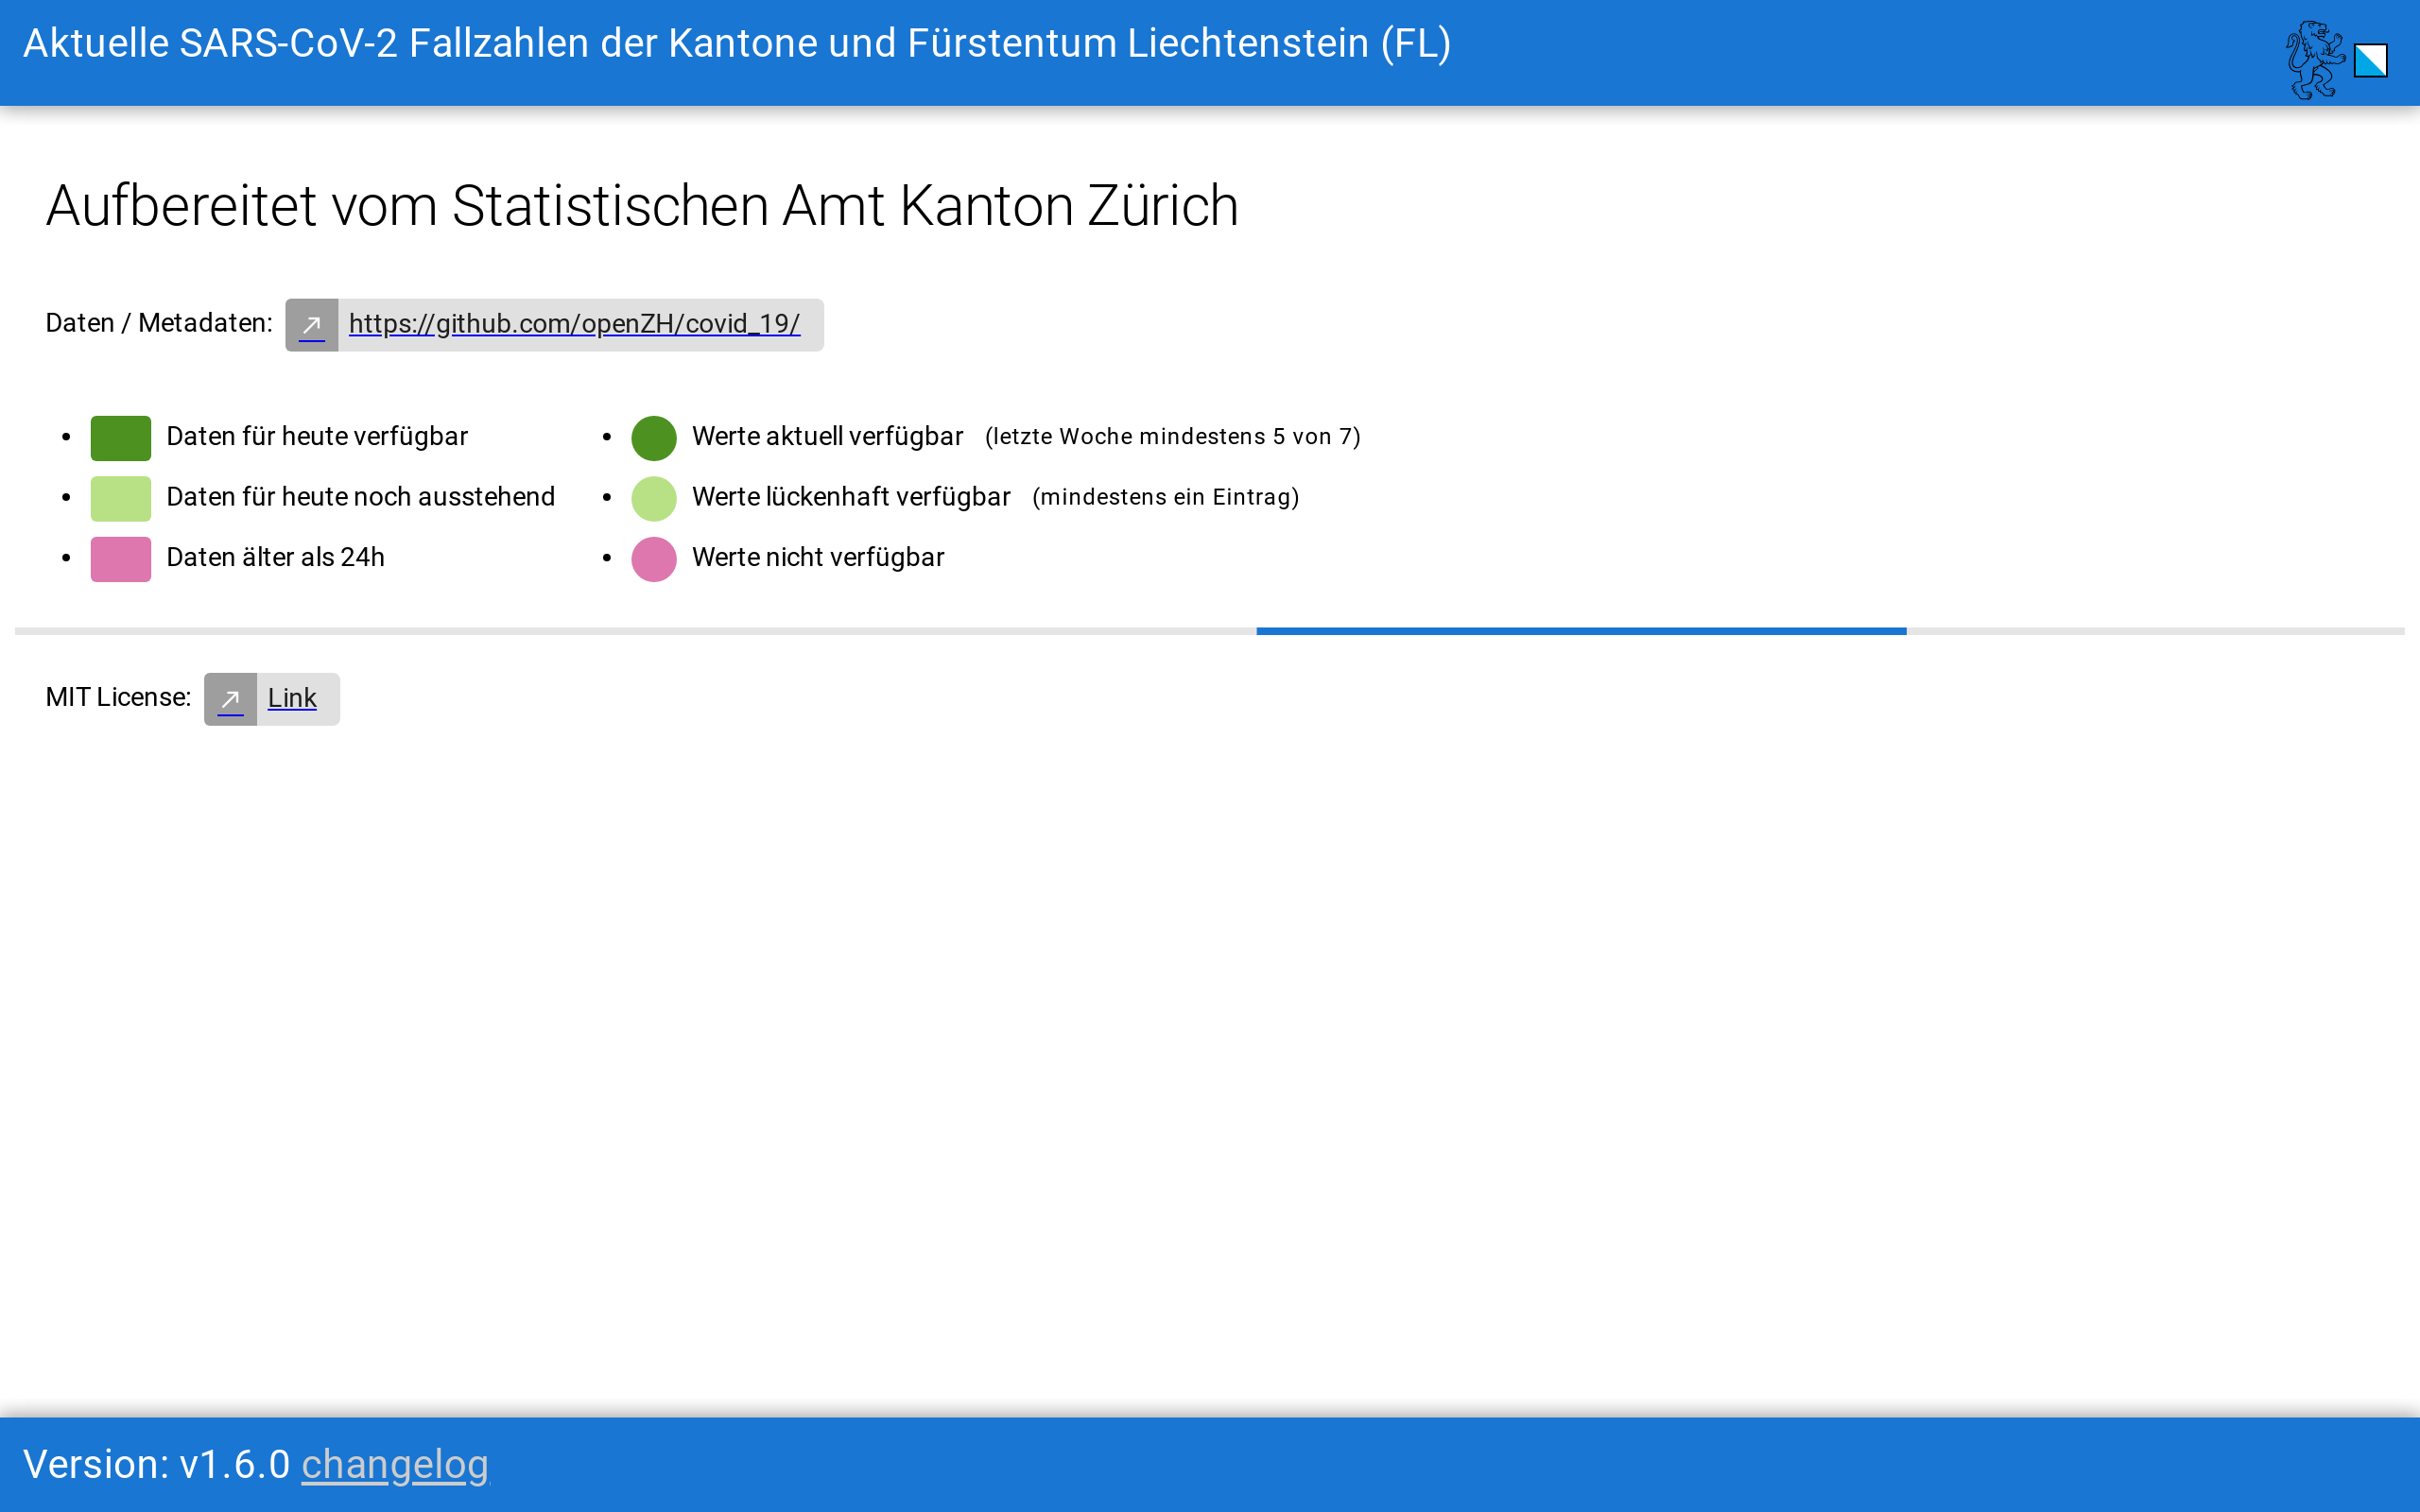 Aktuelle SARS-CoV-2 Fallzahlen der Kantone und Fürstentum Liechtenstein (FL)
Aufbereitet vom Statistischen Amt Kanton Zürich
Daten / Metadaten: https://github.com/openZH/covid_19/
Daten für heute verfügbar
Daten für heute noch ausstehend
Daten älter als 24h
Werte aktuell verfügbar (letzte Woche mindestens 5 von 7)
Werte lückenhaft verfügbar (mindestens ein Eintrag)
Werte nicht verfügbar
MIT License: Link
Version: v1.6.0 changelog